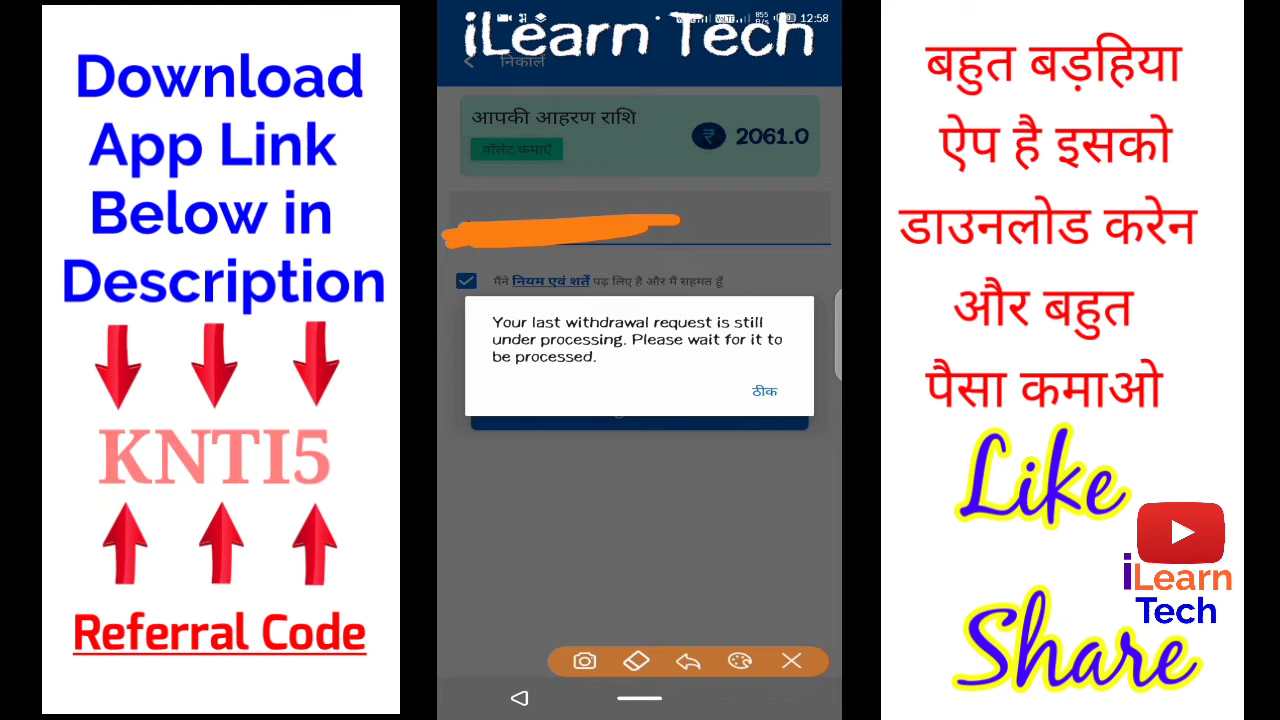 Download
App Link
Below in
Description
KNTI5
Referral Code
iLearn Tech
12:58
855
B/s
निकालें
आपकी आहरण राशि
₹ 2061.0
वॉलेट कमाएँ
मैंने नियम एवं शर्तें पढ़ लिए है और मैं सहमत हूँ
Your last withdrawal request is still
under processing. Please wait for it to
be processed.
ठीक
बहुत बड़हिया
ऐप है इसको
डाउनलोड करेन
और बहुत
पैसा कमाओ
Like
iLearn
Tech
Share